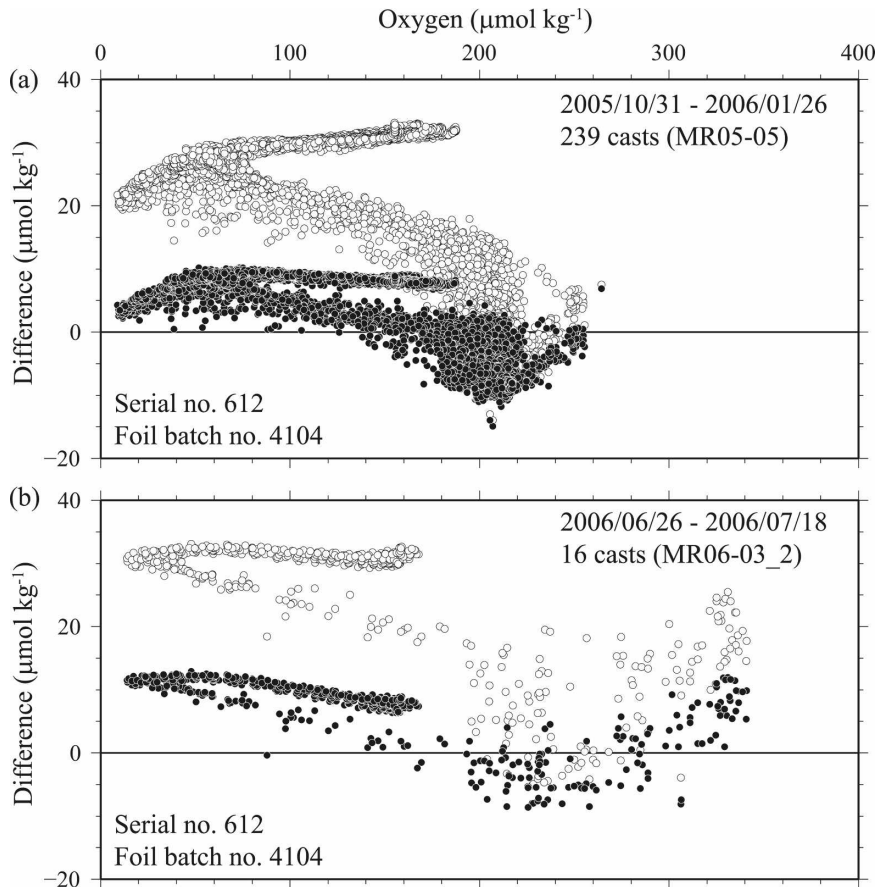 Oxygen (μmol kg⁻¹)
0 100 200 300 400
(a)
40
20
0
−20
Difference (μmol kg⁻¹)
2005/10/31 - 2006/01/26
239 casts (MR05-05)
Serial no. 612
Foil batch no. 4104
(b)
40
20
0
−20
Difference (μmol kg⁻¹)
2006/06/26 - 2006/07/18
16 casts (MR06-03_2)
Serial no. 612
Foil batch no. 4104